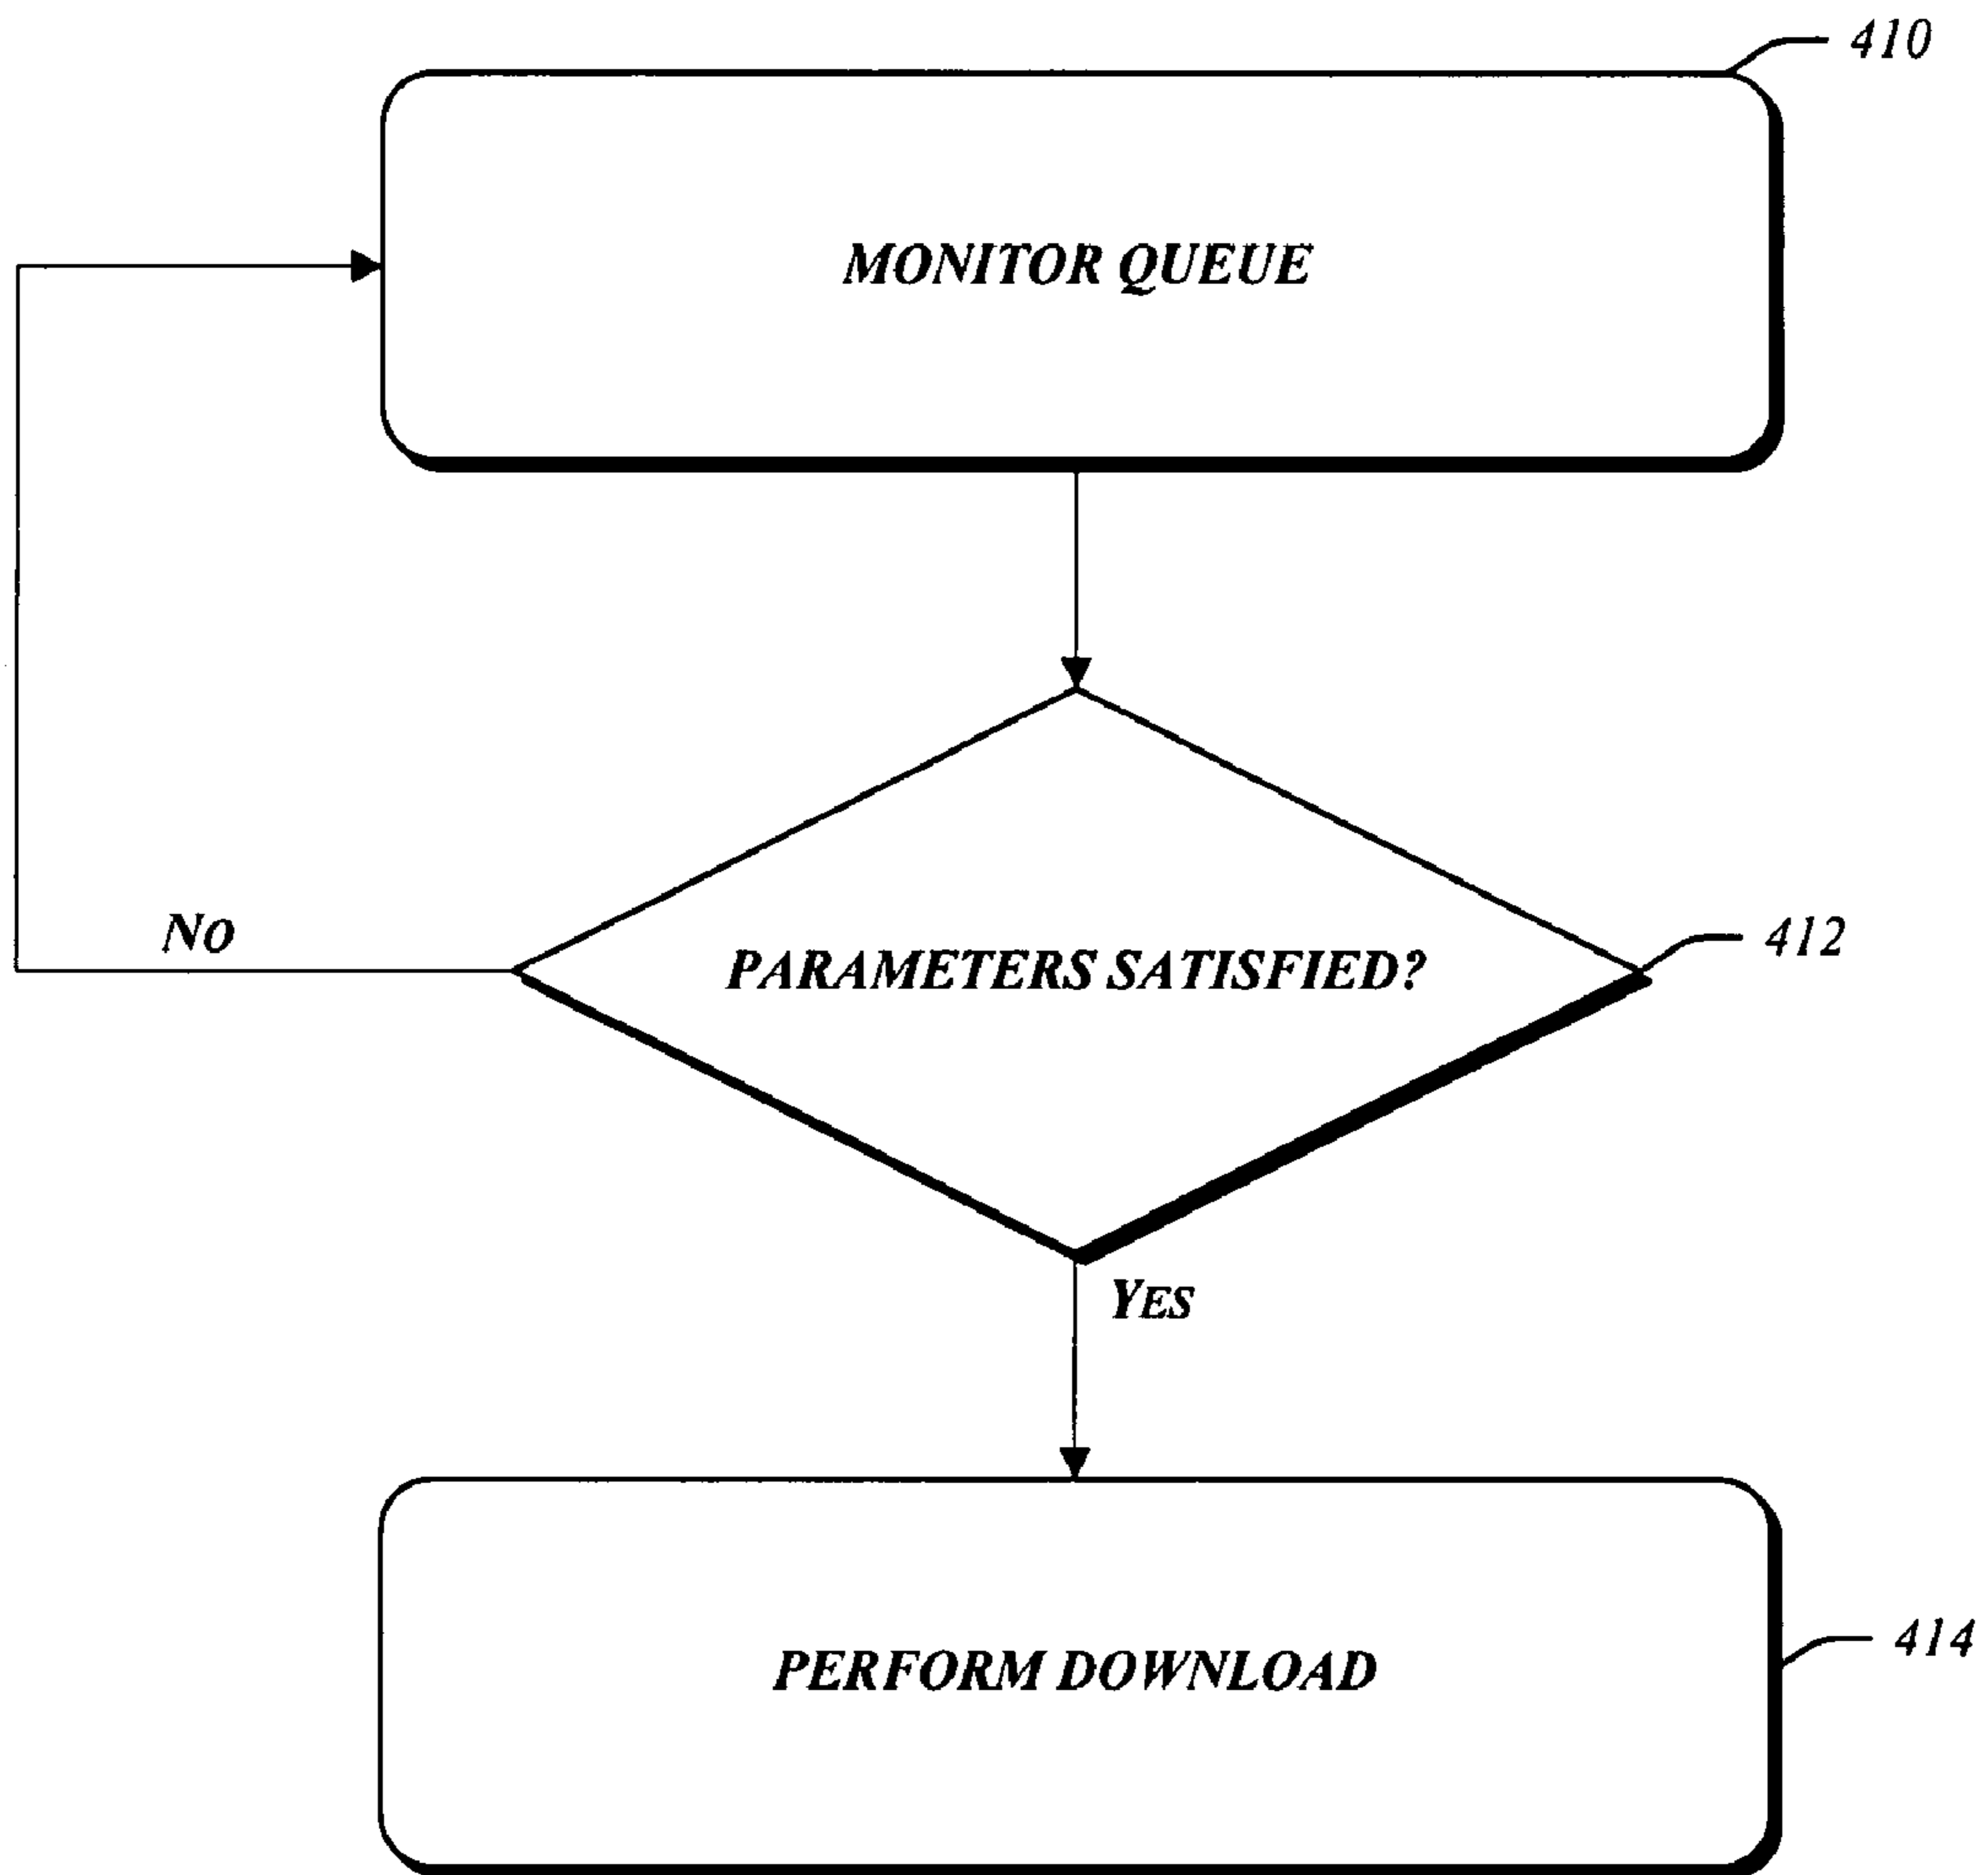 410
MONITOR QUEUE
NO
PARAMETERS SATISFIED?
412
YES
PERFORM DOWNLOAD
414